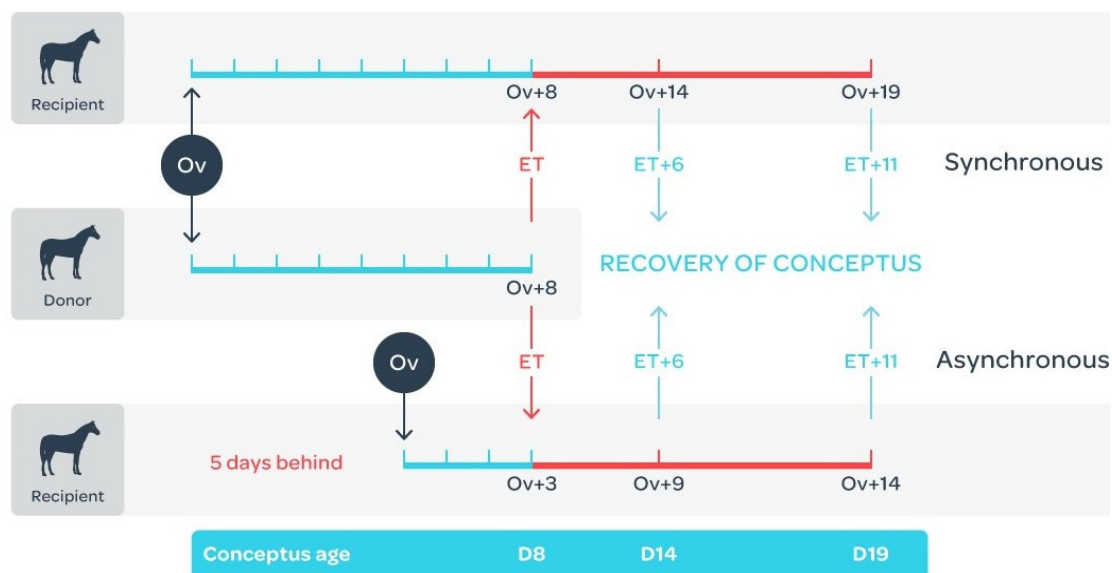 Recipient
Ov+8 Ov+14 Ov+19
Ov
ET ET+6 ET+11 Synchronous
Donor
Ov+8
RECOVERY OF CONCEPTUS
Ov
ET ET+6 ET+11 Asynchronous
Recipient
5 days behind
Ov+3 Ov+9 Ov+14
Conceptus age D8 D14 D19